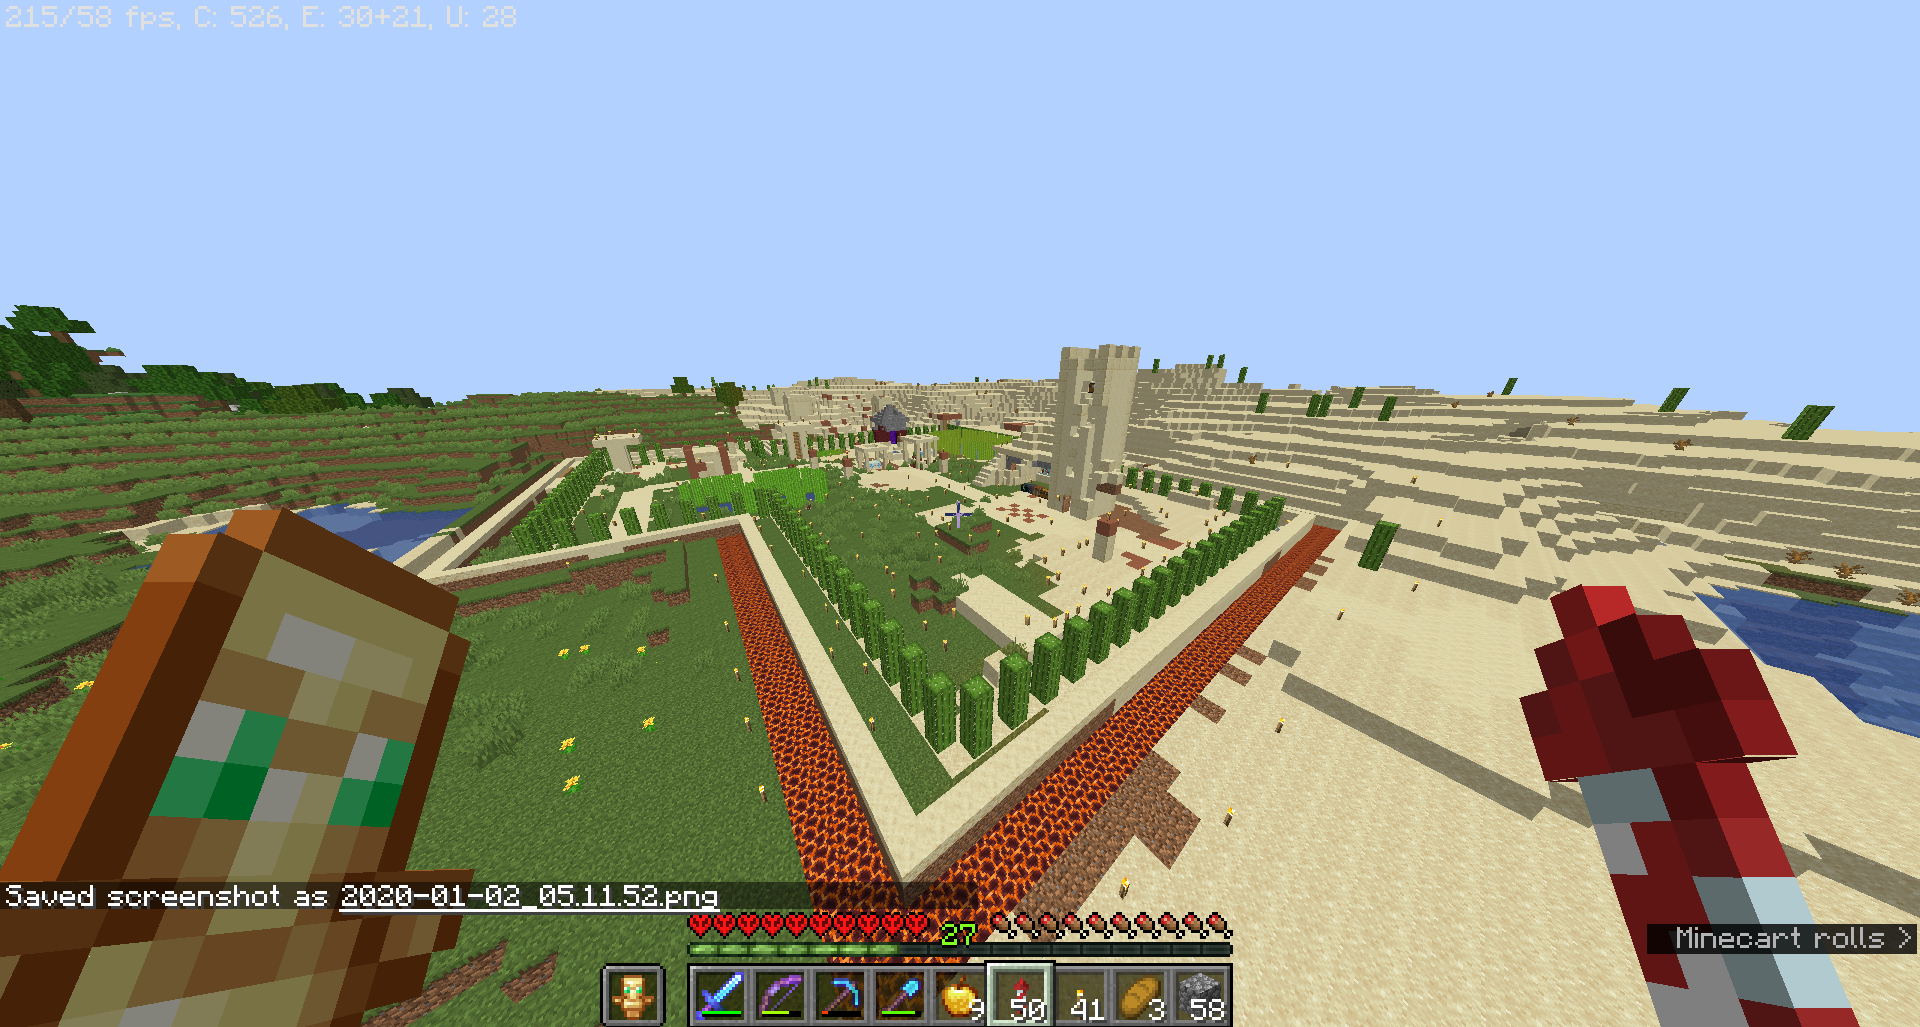 215/58 fps, C: 526, E: 30+21, U: 28
Saved screenshot as 2020-01-02_05.11.52.png
27
Minecart rolls >
9 50 41 3 58